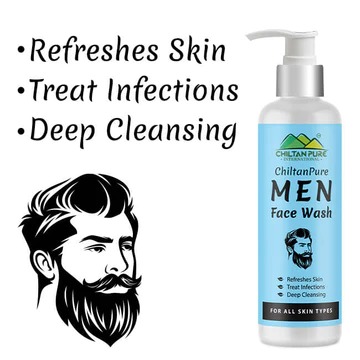 •Refreshes Skin
•Treat Infections
•Deep Cleansing
CHILTAN PURE
INTERNATIONAL
ChiltanPure
MEN
Face Wash
Refreshes Skin
Treat Infections
Deep Cleansing
FOR ALL SKIN TYPES